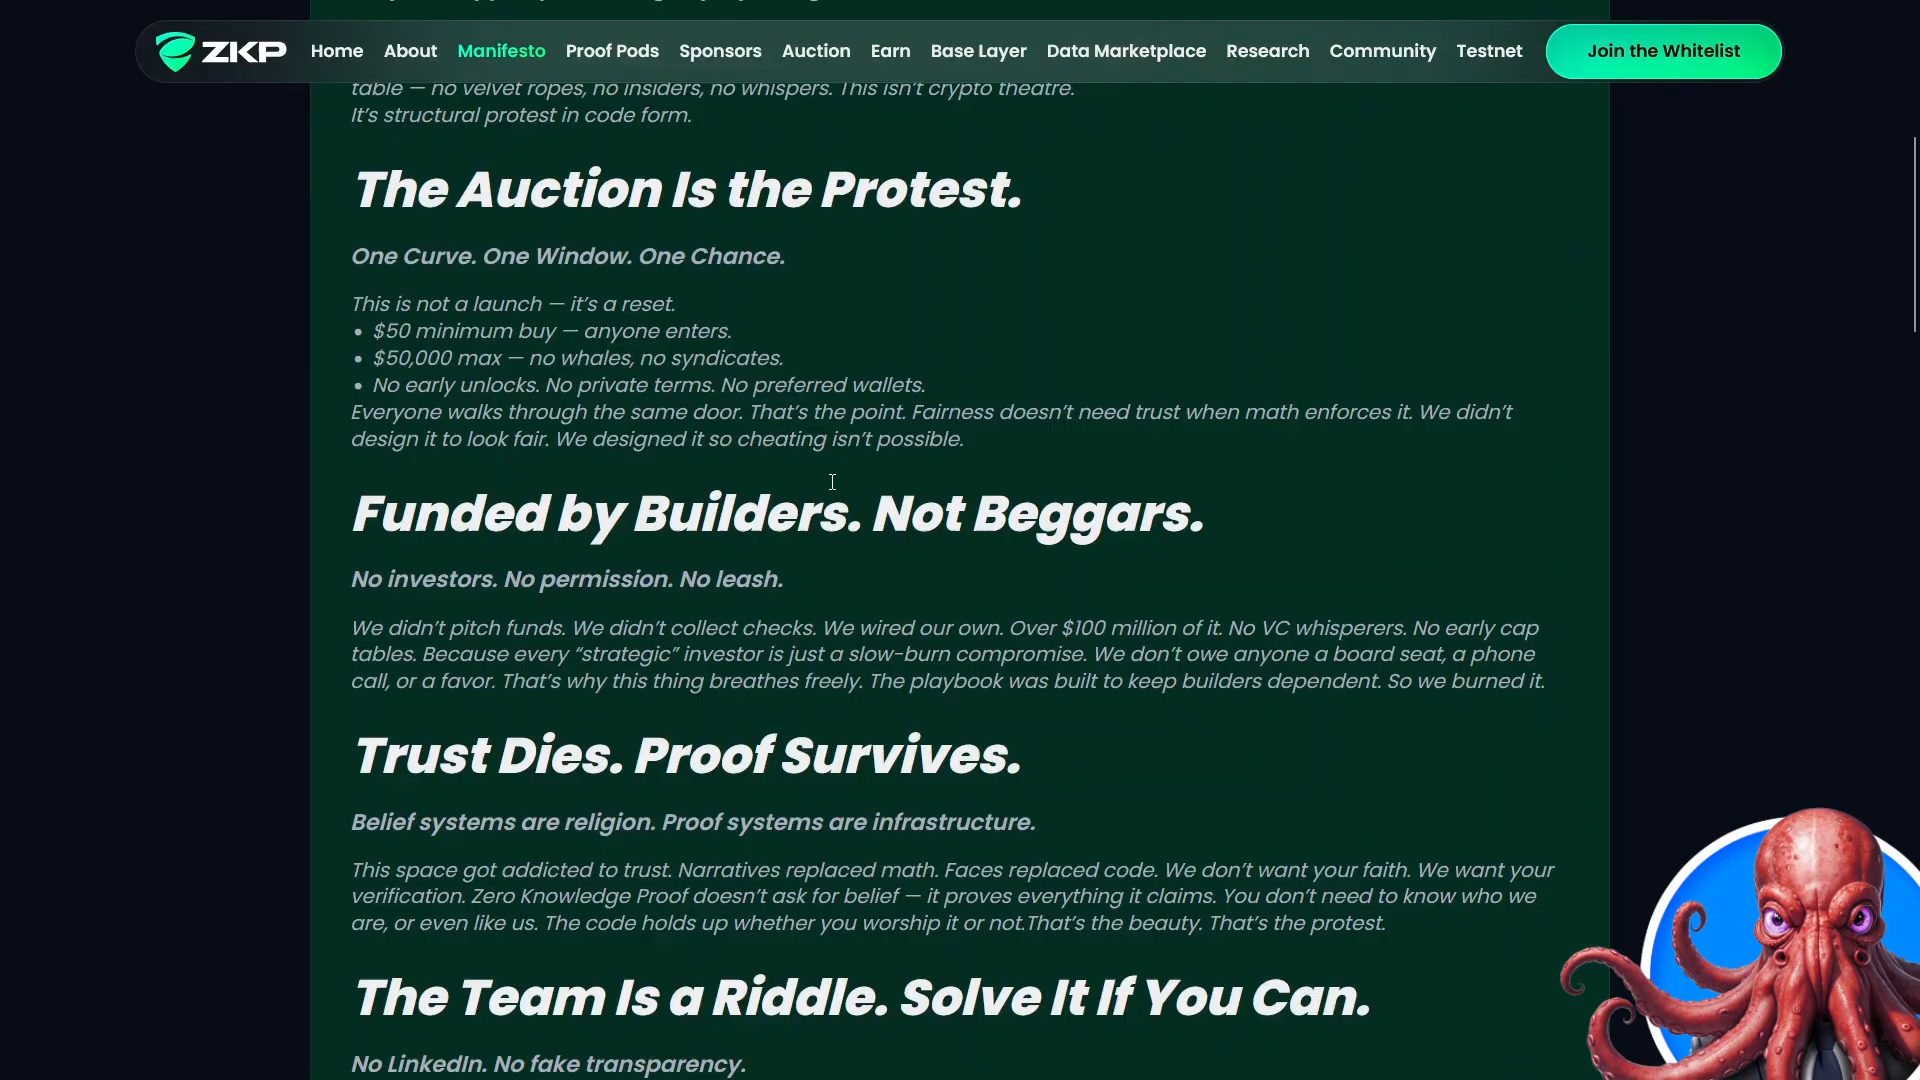 ZKP Home About Manifesto Proof Pods Sponsors Auction Earn Base Layer Data Marketplace Research Community Testnet Join the Whitelist
table — no velvet ropes, no insiders, no whispers. This isn’t crypto theatre.
It’s structural protest in code form.
The Auction Is the Protest.
One Curve. One Window. One Chance.
This is not a launch — it’s a reset.
• $50 minimum buy — anyone enters.
• $50,000 max — no whales, no syndicates.
• No early unlocks. No private terms. No preferred wallets.
Everyone walks through the same door. That’s the point. Fairness doesn’t need trust when math enforces it. We didn’t
design it to look fair. We designed it so cheating isn’t possible.
Funded by Builders. Not Beggars.
No investors. No permission. No leash.
We didn’t pitch funds. We didn’t collect checks. We wired our own. Over $100 million of it. No VC whisperers. No early cap
tables. Because every “strategic” investor is just a slow-burn compromise. We don’t owe anyone a board seat, a phone
call, or a favor. That’s why this thing breathes freely. The playbook was built to keep builders dependent. So we burned it.
Trust Dies. Proof Survives.
Belief systems are religion. Proof systems are infrastructure.
This space got addicted to trust. Narratives replaced math. Faces replaced code. We don’t want your faith. We want your
verification. Zero Knowledge Proof doesn’t ask for belief — it proves everything it claims. You don’t need to know who we
are, or even like us. The code holds up whether you worship it or not.That’s the beauty. That’s the protest.
The Team Is a Riddle. Solve It If You Can.
No LinkedIn. No fake transparency.